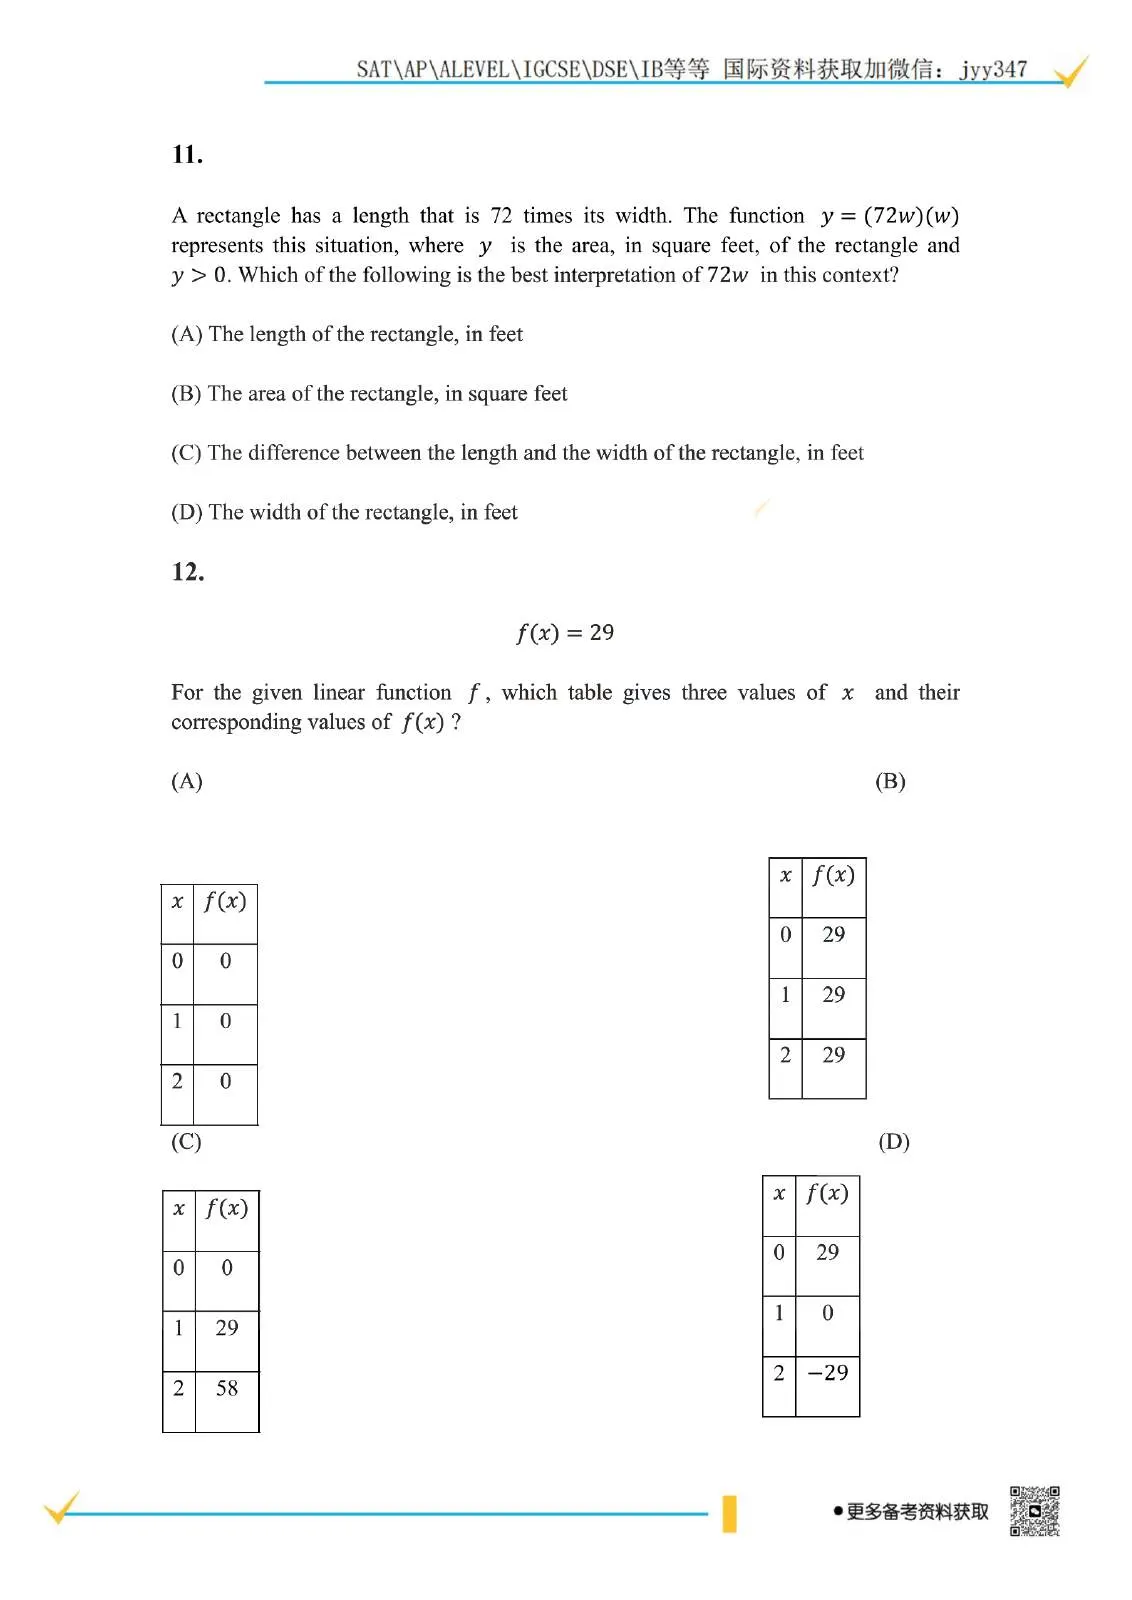 SAT\AP\ALEVEL\IGCSE\DSE\IB等等 国际资料获取加微信：jyy347
11.
A rectangle has a length that is 72 times its width. The function y = (72w)(w)
represents this situation, where y is the area, in square feet, of the rectangle and
y > 0. Which of the following is the best interpretation of 72w in this context?
(A) The length of the rectangle, in feet
(B) The area of the rectangle, in square feet
(C) The difference between the length and the width of the rectangle, in feet
(D) The width of the rectangle, in feet
12.
f(x) = 29
For the given linear function f, which table gives three values of x and their
corresponding values of f(x) ?
(A)
x f(x)
0 0
1 0
2 0
(B)
x f(x)
0 29
1 29
2 29
(C)
x f(x)
0 0
1 29
2 58
(D)
x f(x)
0 29
1 0
2 −29
●更多备考资料获取